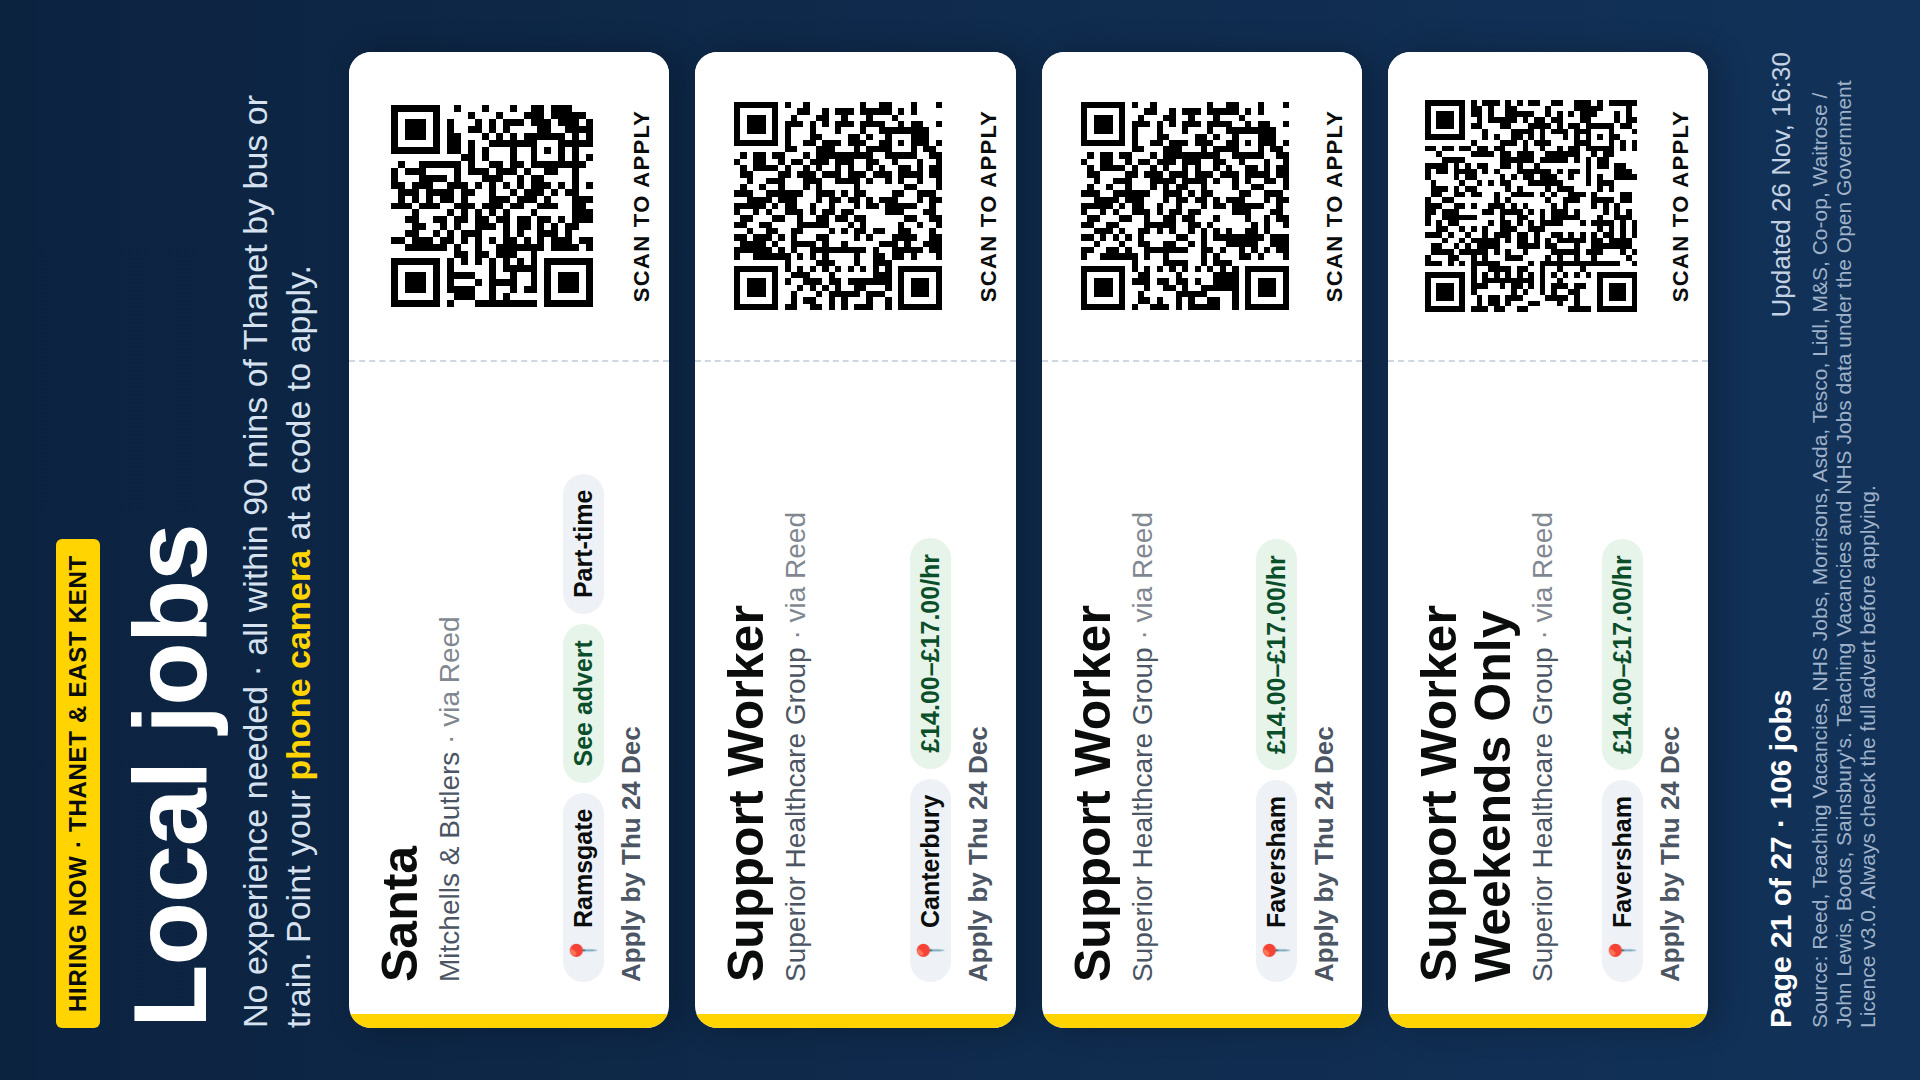 HIRING NOW · THANET & EAST KENT
Local jobs
No experience needed · all within 90 mins of Thanet by bus or
train. Point your phone camera at a code to apply.
Santa
Mitchells & Butlers · via Reed
📍 Ramsgate See advert Part-time
Apply by Thu 24 Dec
SCAN TO APPLY
Support Worker
Superior Healthcare Group · via Reed
📍 Canterbury £14.00–£17.00/hr
Apply by Thu 24 Dec
SCAN TO APPLY
Support Worker
Superior Healthcare Group · via Reed
📍 Faversham £14.00–£17.00/hr
Apply by Thu 24 Dec
SCAN TO APPLY
Support Worker
Weekends Only
Superior Healthcare Group · via Reed
📍 Faversham £14.00–£17.00/hr
Apply by Thu 24 Dec
SCAN TO APPLY
Page 21 of 27 · 106 jobs
Updated 26 Nov, 16:30
Source: Reed, Teaching Vacancies, NHS Jobs, Morrisons, Asda, Tesco, Lidl, M&S, Co-op, Waitrose /
John Lewis, Boots, Sainsbury's. Teaching Vacancies and NHS Jobs data under the Open Government
Licence v3.0. Always check the full advert before applying.